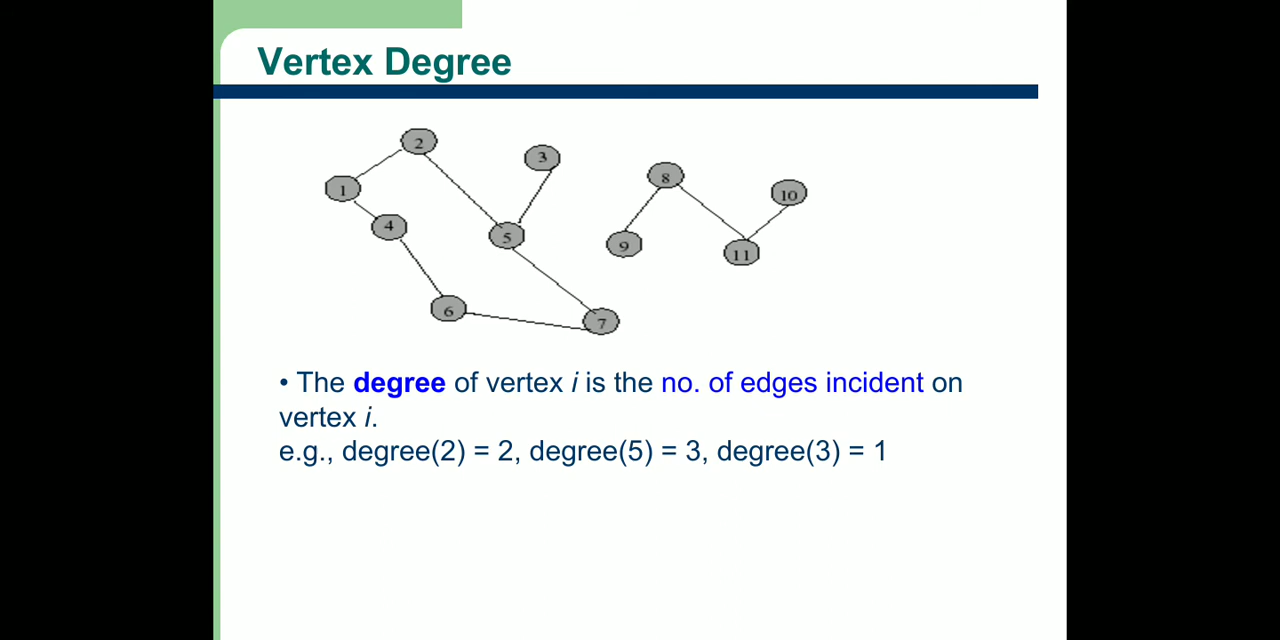 Vertex Degree
2
3
8
1
10
4
5
9
11
6
7
• The degree of vertex i is the no. of edges incident on
vertex i.
e.g., degree(2) = 2, degree(5) = 3, degree(3) = 1